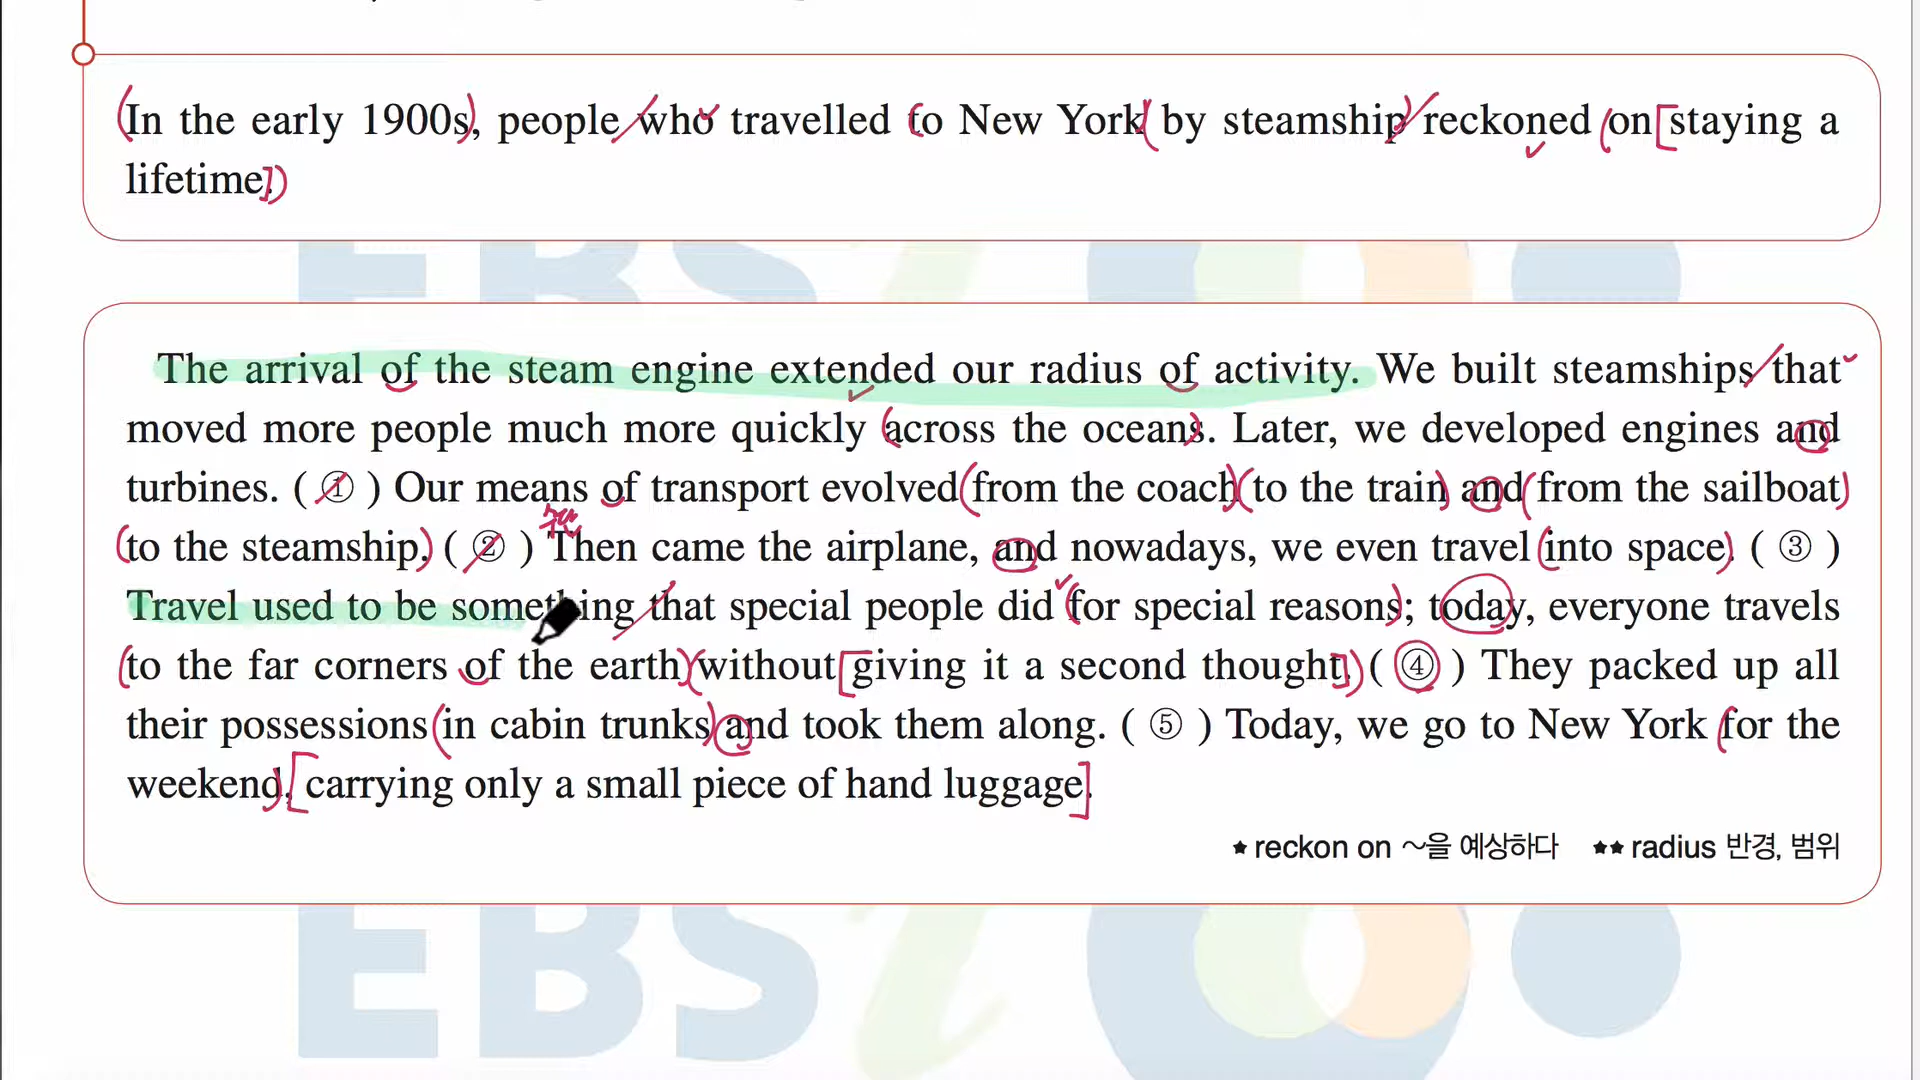 In the early 1900s, people who travelled to New York by steamship reckoned on staying a
lifetime.
The arrival of the steam engine extended our radius of activity. We built steamships that
moved more people much more quickly across the oceans. Later, we developed engines and
turbines. ( ① ) Our means of transport evolved from the coach to the train and from the sailboat
to the steamship. ( ② ) Then came the airplane, and nowadays, we even travel into space. ( ③ )
Travel used to be something that special people did for special reasons; today, everyone travels
to the far corners of the earth without giving it a second thought. ( ④ ) They packed up all
their possessions in cabin trunks and took them along. ( ⑤ ) Today, we go to New York for the
weekend, carrying only a small piece of hand luggage.
★ reckon on ～을 예상하다 ★★ radius 반경, 범위
EBSi
EBSi